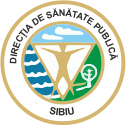 DIRECȚIA DE SĂNĂTATE PUBLICĂ
SIBIU